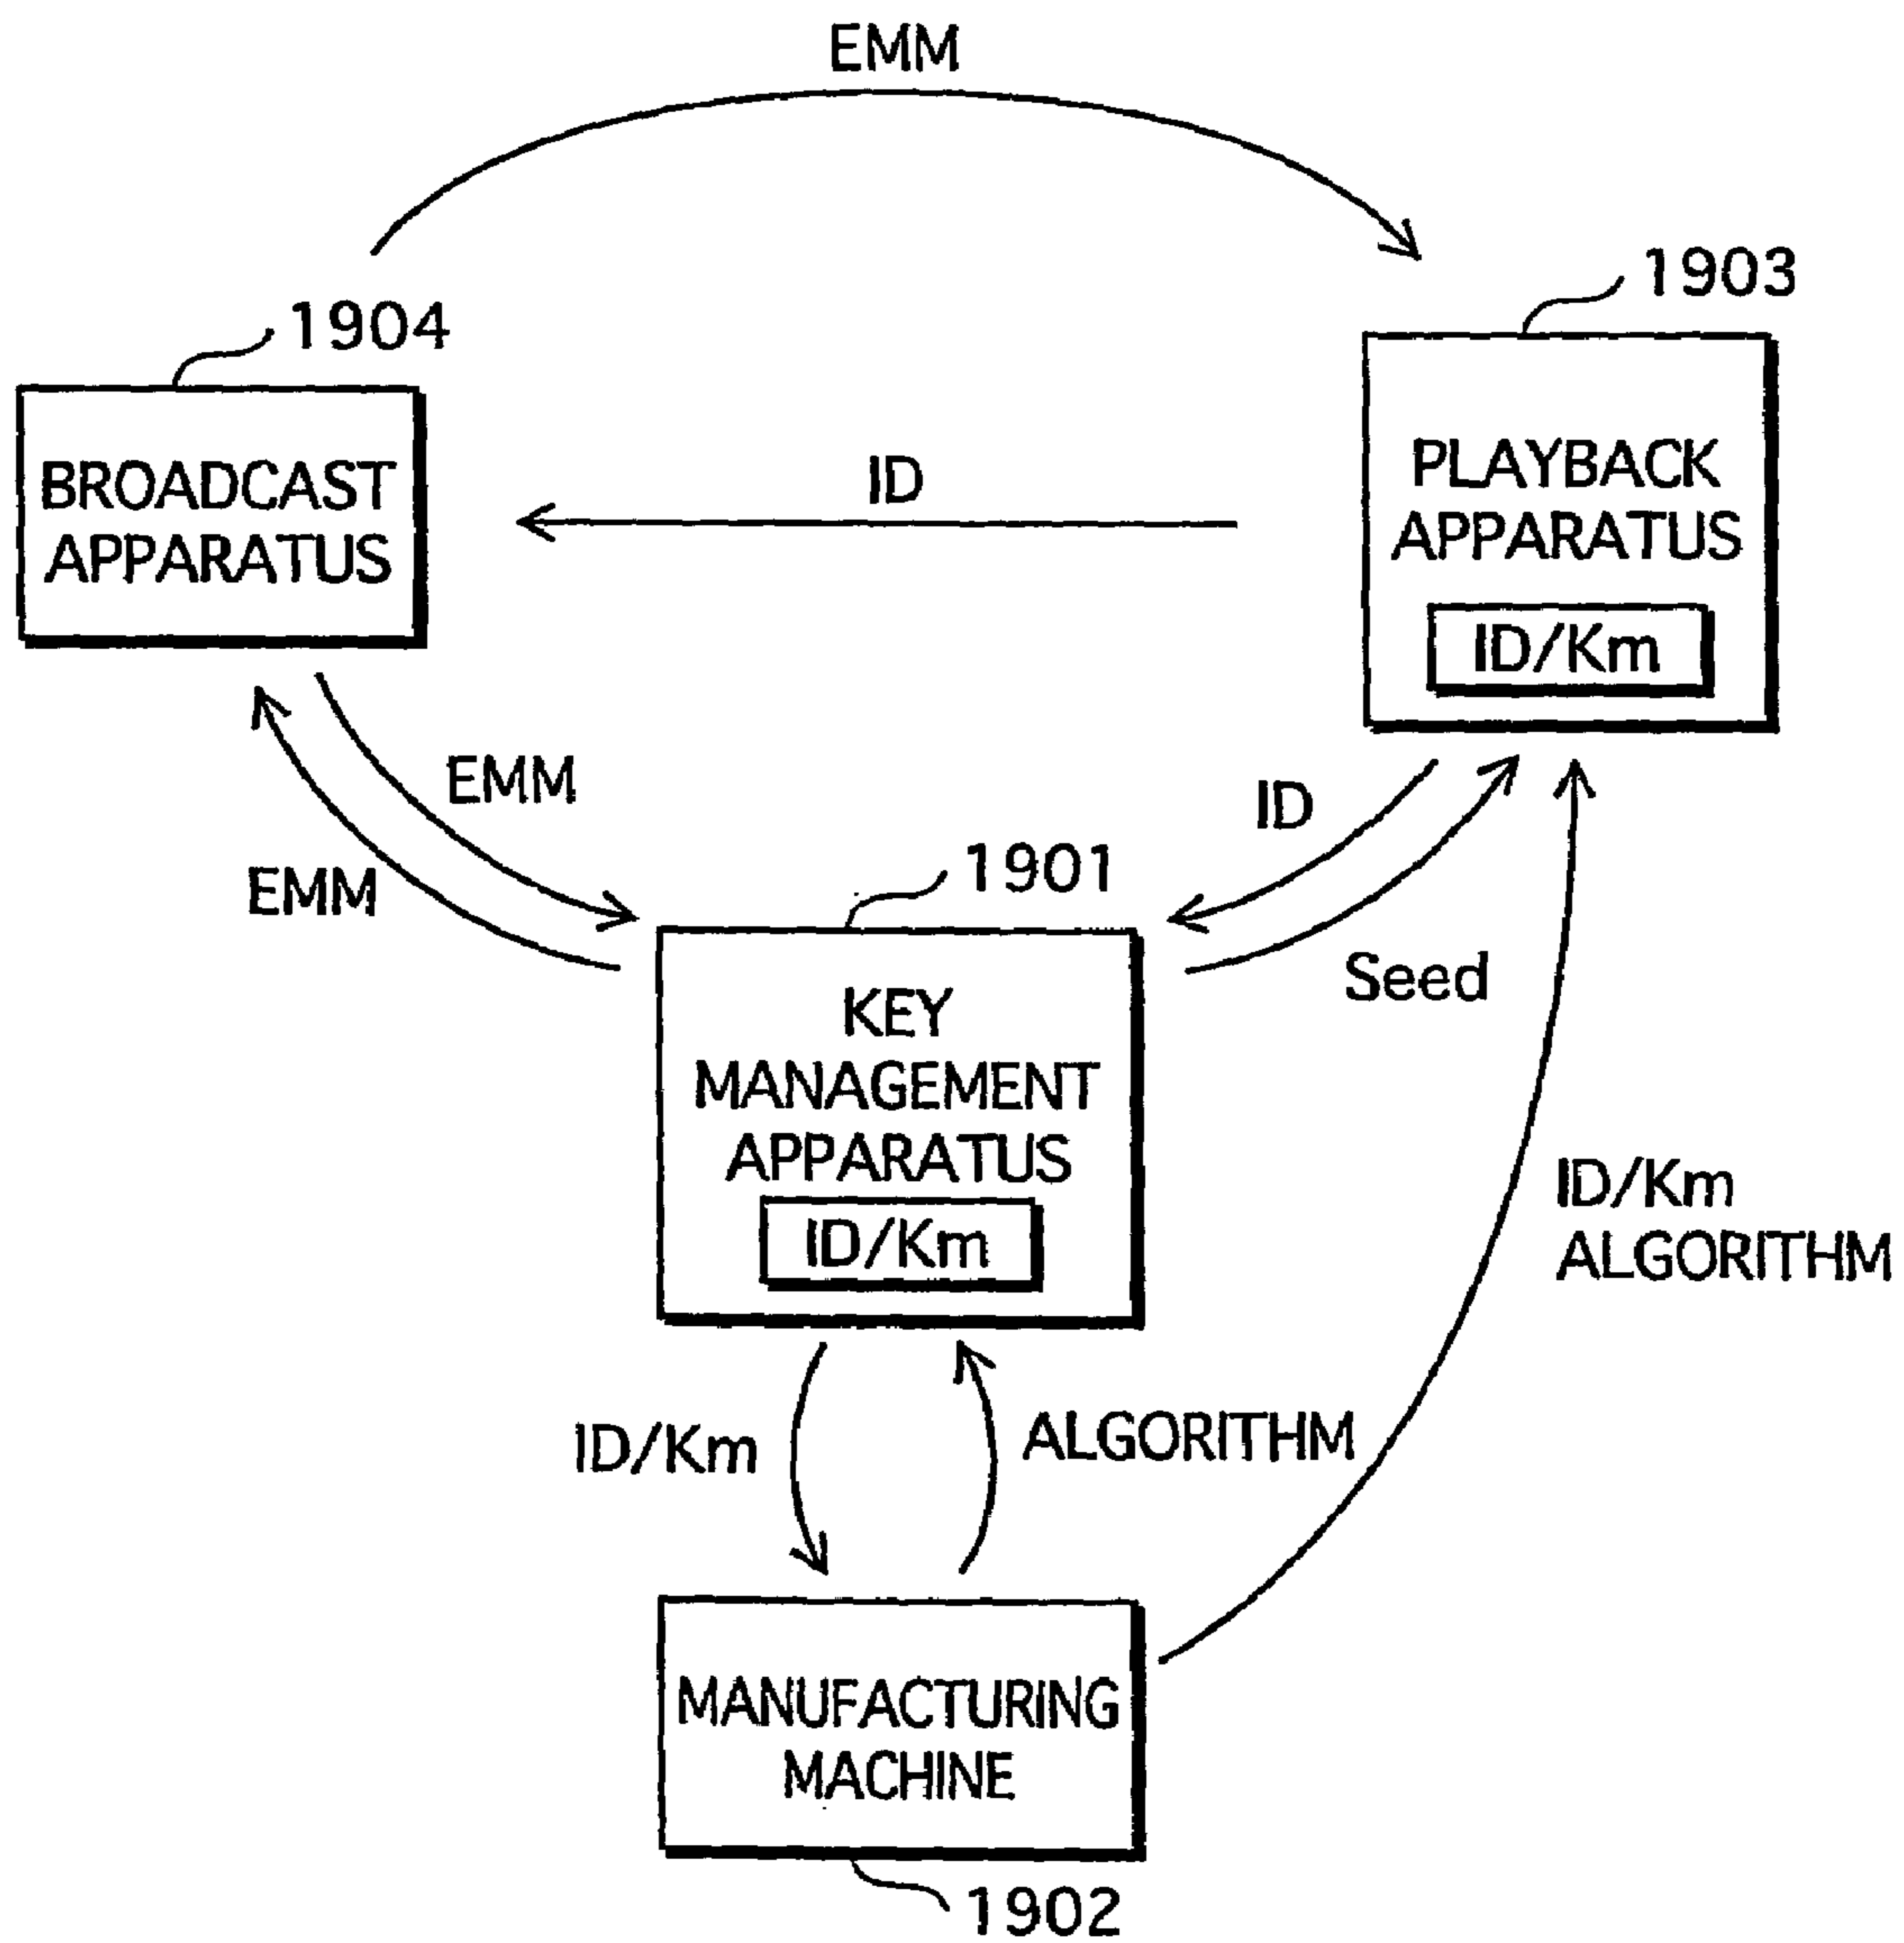 EMM
1903
1904
BROADCAST
APPARATUS
ID
PLAYBACK
APPARATUS
ID/Km
EMM
EMM
ID
Seed
1901
KEY
MANAGEMENT
APPARATUS
ID/Km
ID/Km
ALGORITHM
ID/Km
ALGORITHM
MANUFACTURING
MACHINE
1902